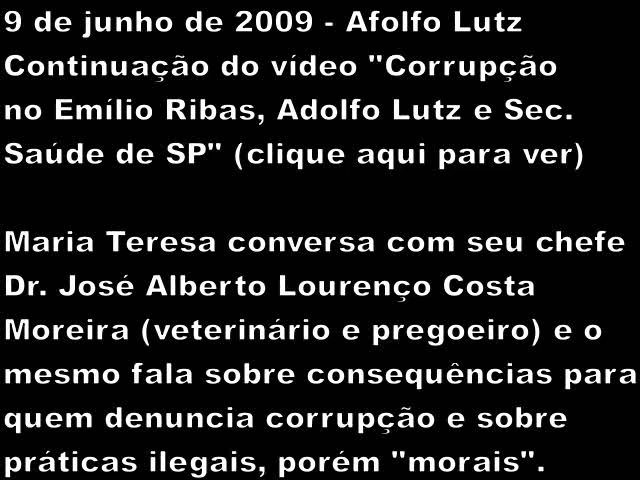 9 de junho de 2009 - Afolfo Lutz
Continuação do vídeo "Corrupção
no Emílio Ribas, Adolfo Lutz e Sec.
Saúde de SP" (clique aqui para ver)
Maria Teresa conversa com seu chefe
Dr. José Alberto Lourenço Costa
Moreira (veterinário e pregoeiro) e o
mesmo fala sobre consequências para
quem denuncia corrupção e sobre
práticas ilegais, porém "morais".